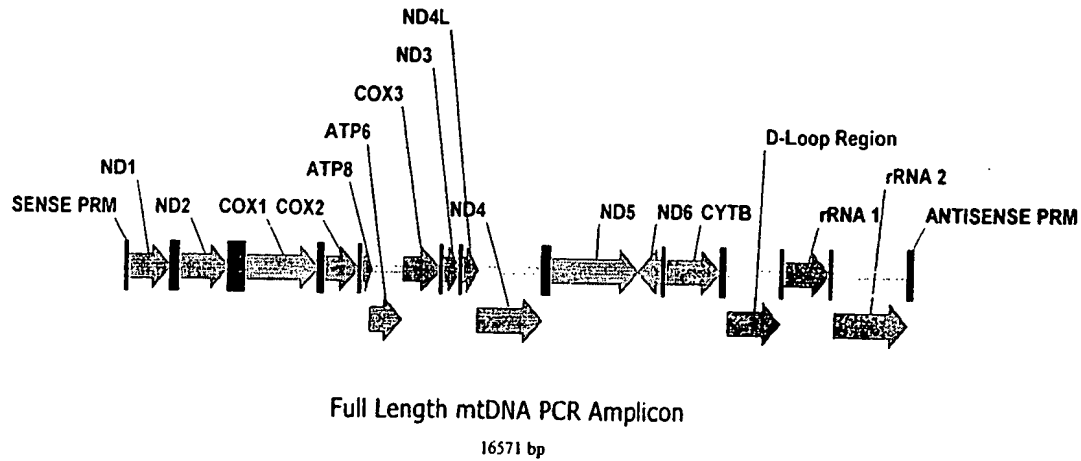 ND4L
ND3
COX3
ATP6
D-Loop Region
ATP8
ND1
rRNA 2
SENSE PRM
ND2
COX1
COX2
ND4
ND5
ND6
CYTB
rRNA 1
ANTISENSE PRM
Full Length mtDNA PCR Amplicon
16571 bp